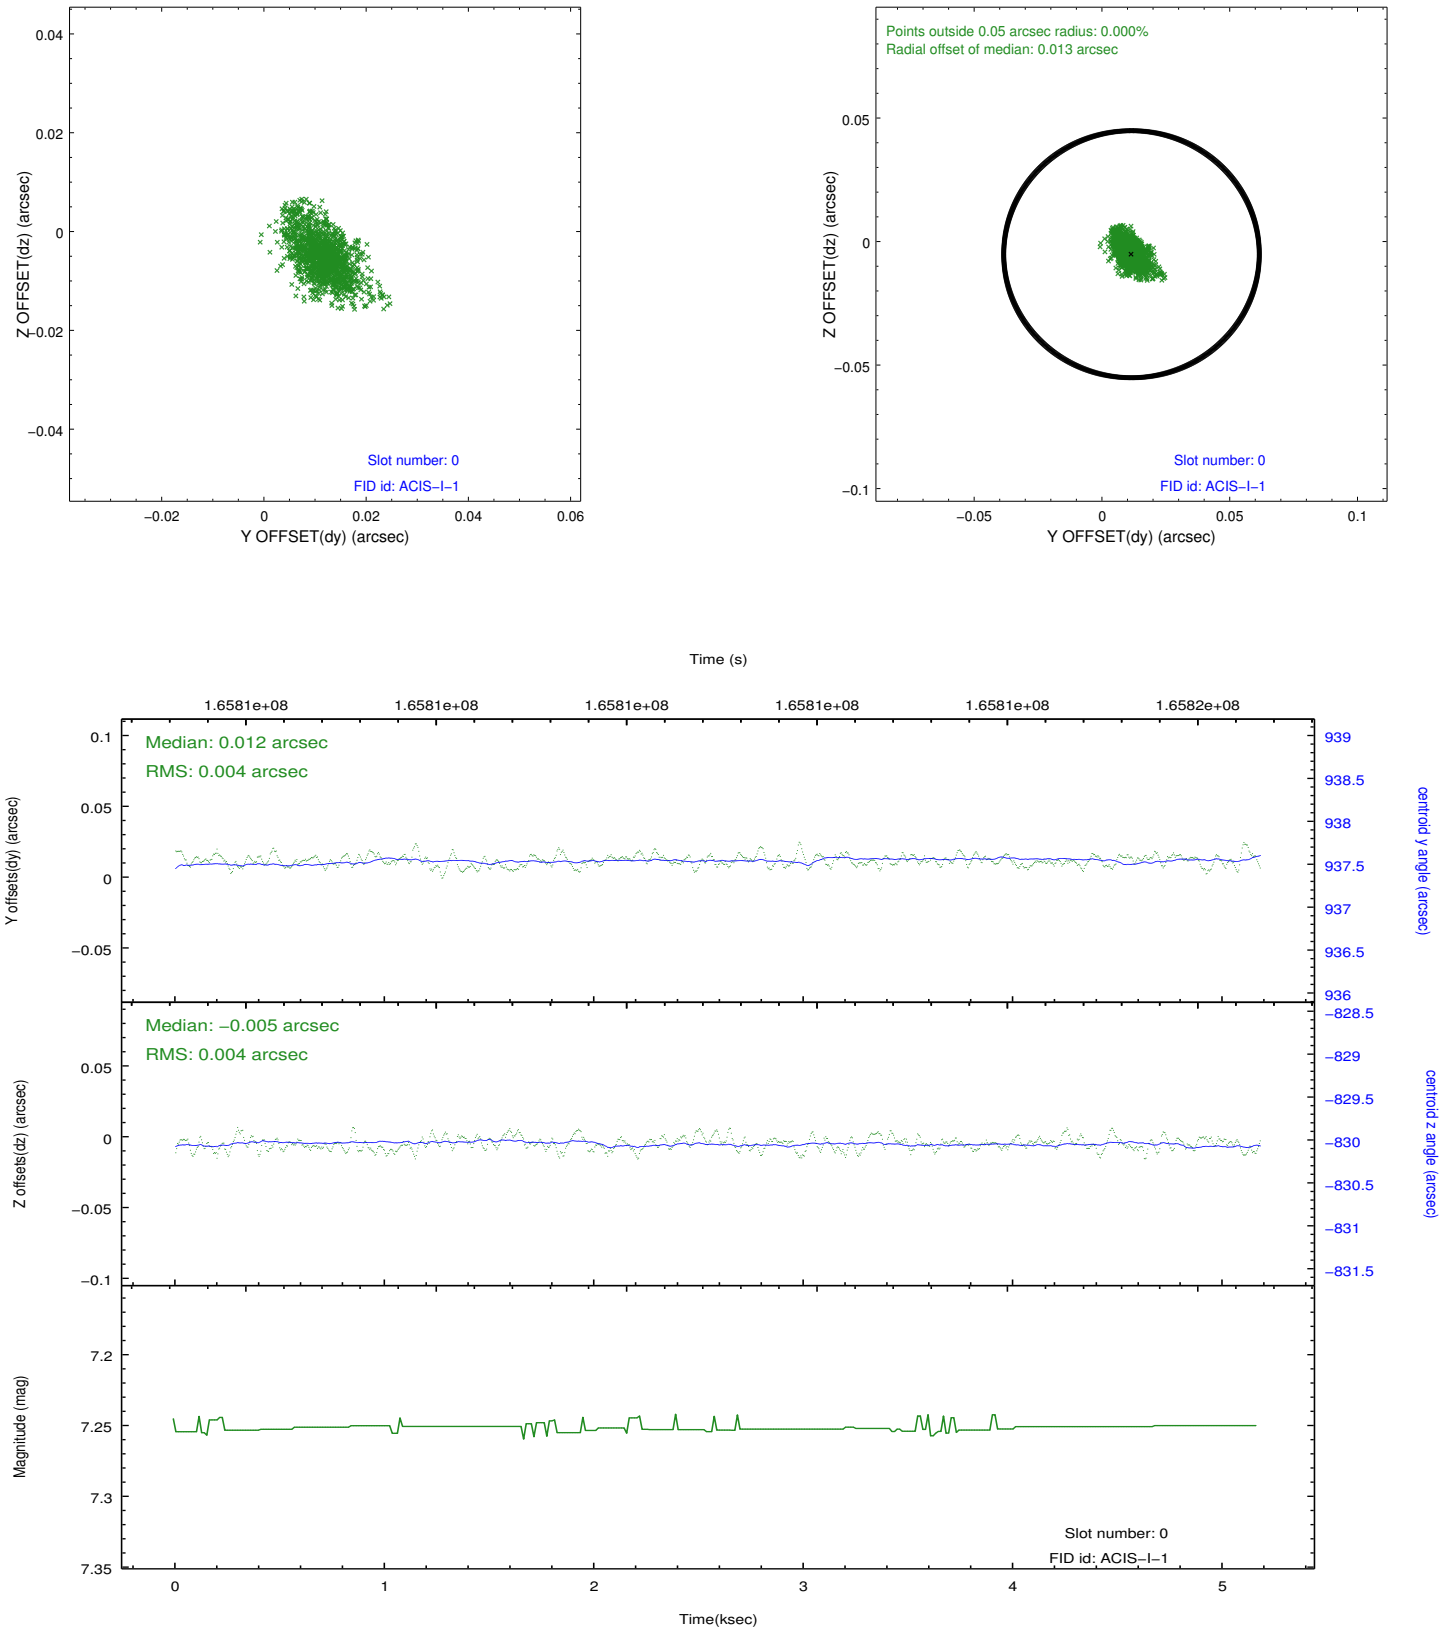 0.04
0.02
0
−0.02
−0.04
Z OFFSET(dz) (arcsec)
Slot number: 0
FID id: ACIS−I−1
−0.02 0 0.02 0.04 0.06
Y OFFSET(dy) (arcsec)
Points outside 0.05 arcsec radius: 0.000%
Radial offset of median: 0.013 arcsec
0.05
0
−0.05
−0.1
Z OFFSET(dz) (arcsec)
Slot number: 0
FID id: ACIS−I−1
−0.05 0 0.05 0.1
Y OFFSET(dy) (arcsec)
Time (s)
1.6581e+08 1.6581e+08 1.6581e+08 1.6581e+08 1.6581e+08 1.6582e+08
Median: 0.012 arcsec
RMS: 0.004 arcsec
0.1
0.05
0
−0.05
Y offsets(dy) (arcsec)
939
938.5
938
937.5
937
936.5
936
centroid y angle (arcsec)
Median: −0.005 arcsec
RMS: 0.004 arcsec
0.05
0
−0.05
−0.1
Z offsets(dz) (arcsec)
−828.5
−829
−829.5
−830
−830.5
−831
−831.5
centroid z angle (arcsec)
7.2
7.25
7.3
7.35
Magnitude (mag)
Slot number: 0
FID id: ACIS−I−1
0 1 2 3 4 5
Time(ksec)